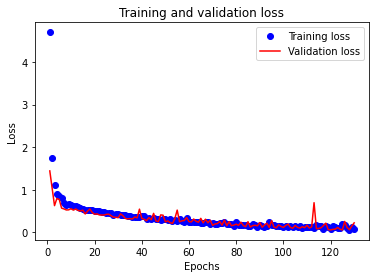 Training and validation loss
Training loss
Validation loss
4
3
2
1
0
Loss
0 20 40 60 80 100 120
Epochs